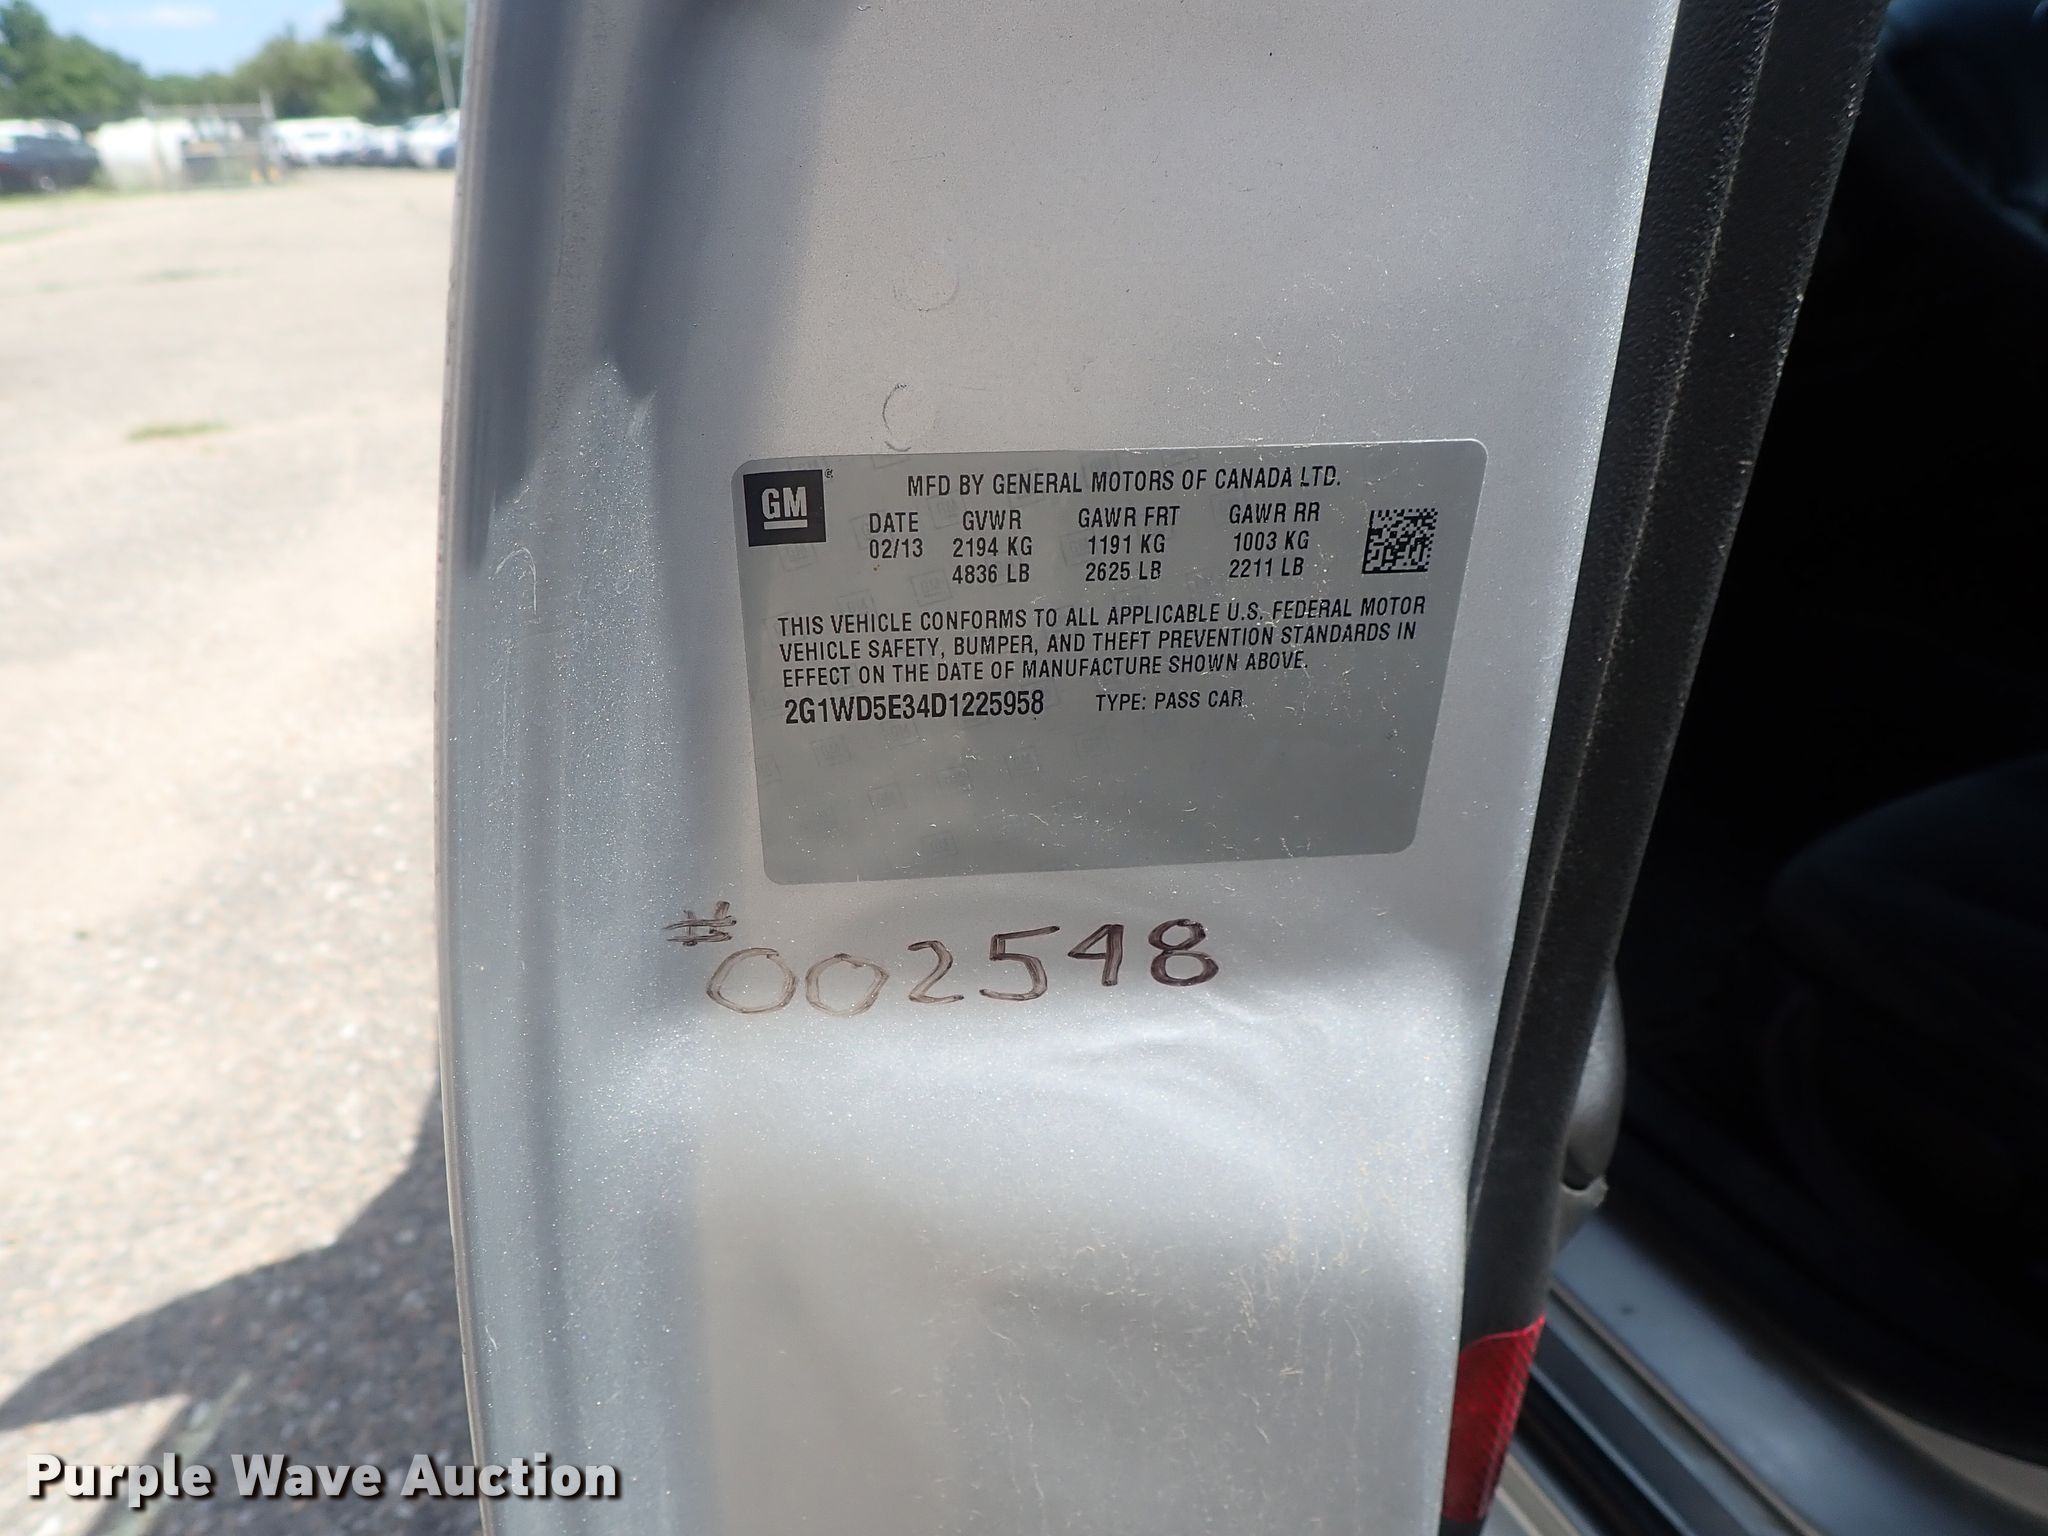 GM
MFD BY GENERAL MOTORS OF CANADA LTD.
DATE GVWR GAWR FRT GAWR RR
02/13 2194 KG 1191 KG 1003 KG
4836 LB 2625 LB 2211 LB
THIS VEHICLE CONFORMS TO ALL APPLICABLE U.S. FEDERAL MOTOR
VEHICLE SAFETY, BUMPER, AND THEFT PREVENTION STANDARDS IN
EFFECT ON THE DATE OF MANUFACTURE SHOWN ABOVE.
2G1WD5E34D1225958 TYPE: PASS CAR
#002548
Purple Wave Auction